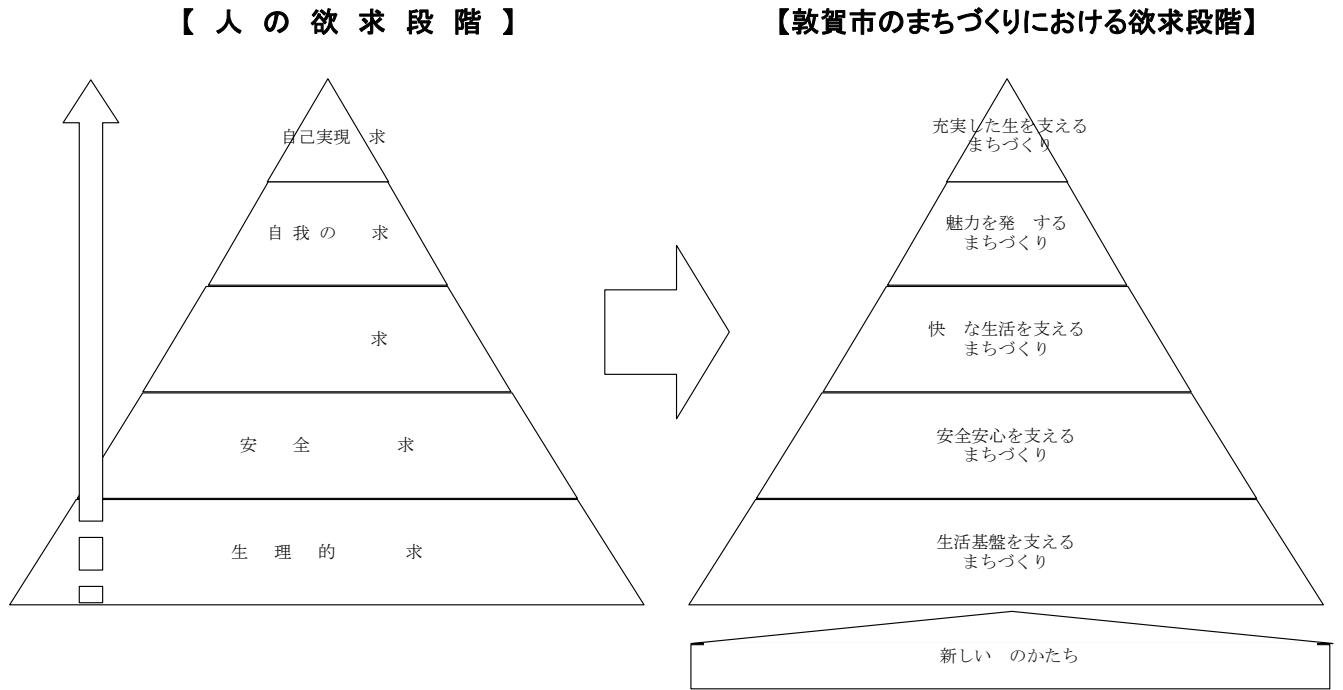 【 人 の 欲 求 段 階 】
【敦賀市のまちづくりにおける欲求段階】
自己実現　求
自 我 の　　求
求
安　全　　　　求
生　理　的　　　　求
充実した生を支える
まちづくり
魅力を発　する
まちづくり
快　な生活を支える
まちづくり
安全安心を支える
まちづくり
生活基盤を支える
まちづくり
新しい　のかたち